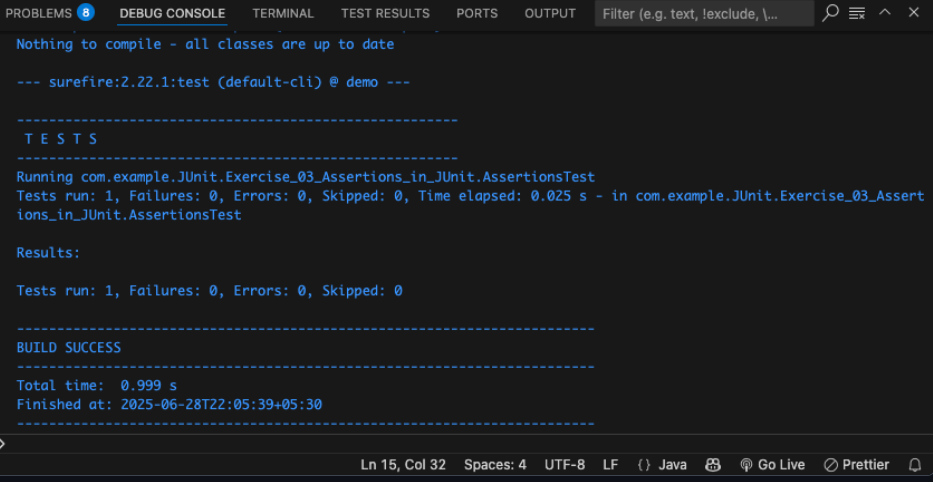 PROBLEMS 8 DEBUG CONSOLE TERMINAL TEST RESULTS PORTS OUTPUT Filter (e.g. text, !exclude, \...
Nothing to compile - all classes are up to date
--- surefire:2.22.1:test (default-cli) @ demo ---
-------------------------------------------------------
T E S T S
-------------------------------------------------------
Running com.example.JUnit.Exercise_03_Assertions_in_JUnit.AssertionsTest
Tests run: 1, Failures: 0, Errors: 0, Skipped: 0, Time elapsed: 0.025 s - in com.example.JUnit.Exercise_03_Assert
ions_in_JUnit.AssertionsTest
Results:
Tests run: 1, Failures: 0, Errors: 0, Skipped: 0
------------------------------------------------------------------------
BUILD SUCCESS
------------------------------------------------------------------------
Total time:  0.999 s
Finished at: 2025-06-28T22:05:39+05:30
------------------------------------------------------------------------
Ln 15, Col 32 Spaces: 4 UTF-8 LF {} Java Go Live Prettier